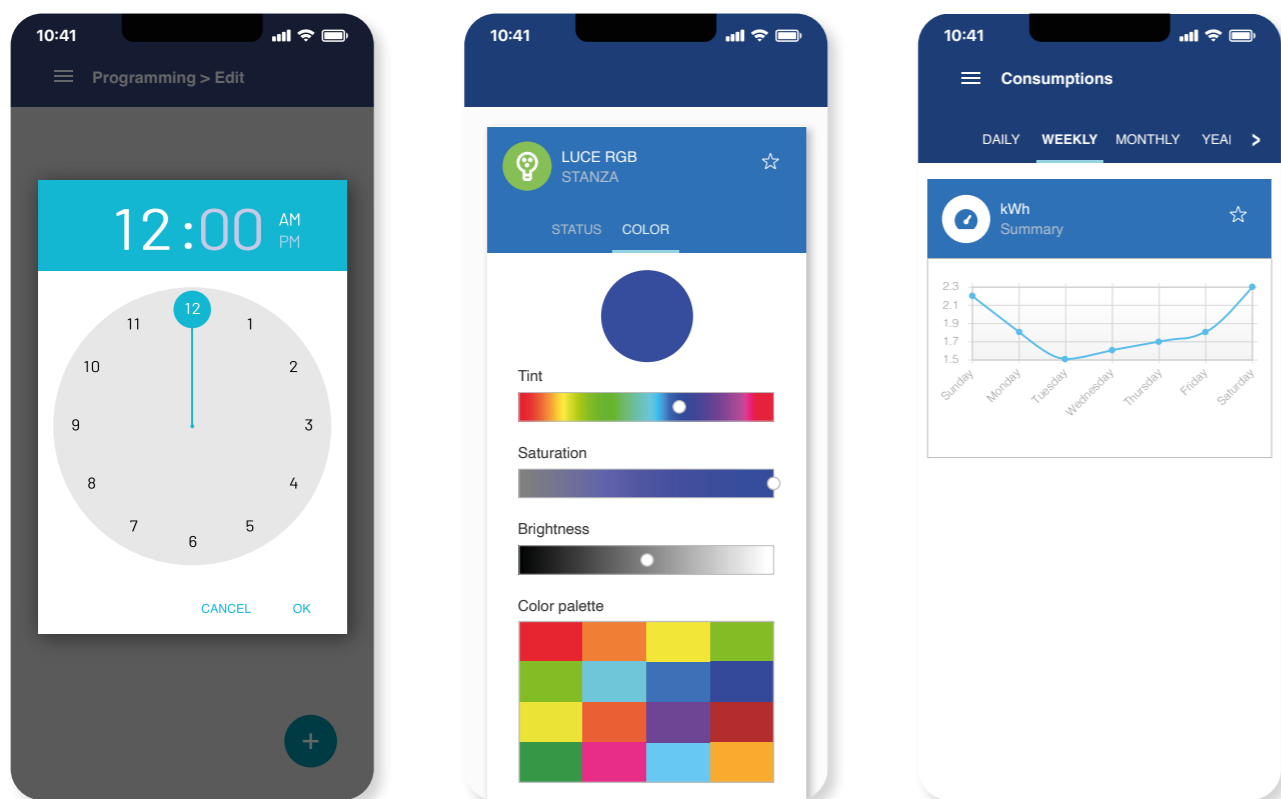 10:41
Programming > Edit
12:00
AM
PM
12
11
1
10
2
9
3
8
4
7
5
6
CANCEL
OK
+
10:41
LUCE RGB
STANZA
STATUS COLOR
Tint
Saturation
Brightness
Color palette
10:41
Consumptions
DAILY WEEKLY MONTHLY YEAI >
kWh
Summary
2.3
2.1
1.9
1.7
1.5
Sunday
Monday
Tuesday
Wednesday
Thursday
Friday
Saturday